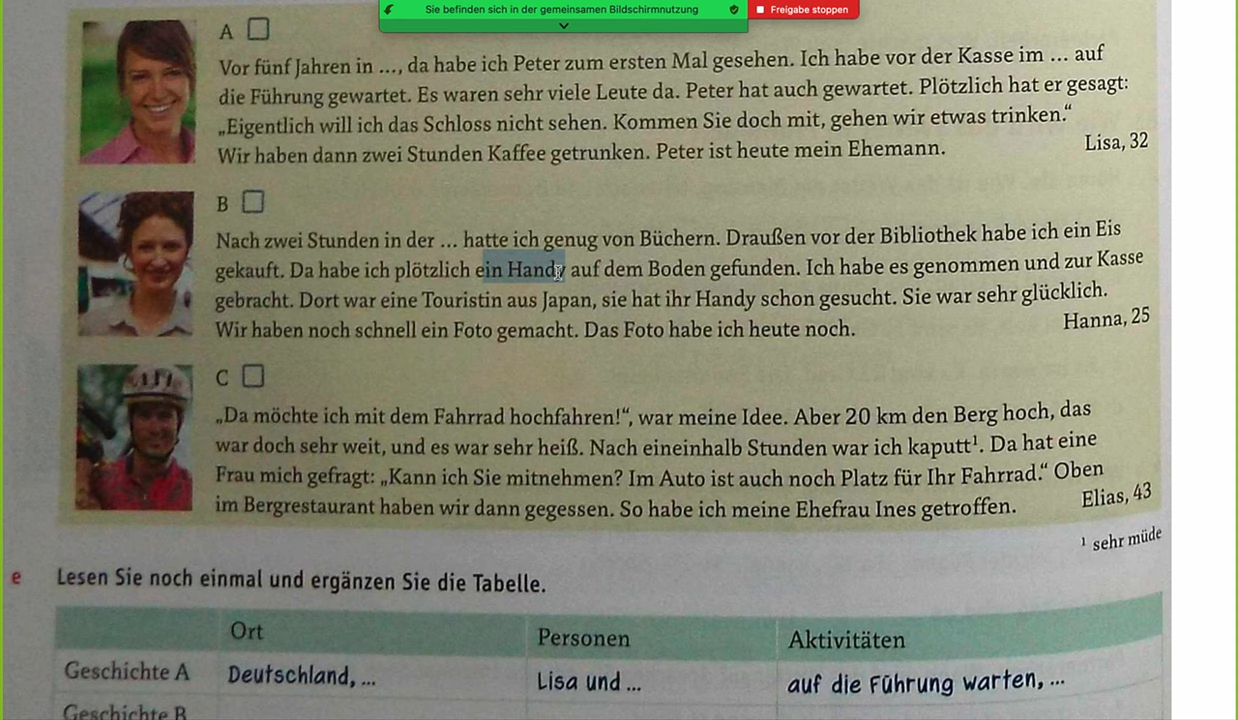 Sie befinden sich in der gemeinsamen Bildschirmnutzung
Freigabe stoppen
A
Vor fünf Jahren in ..., da habe ich Peter zum ersten Mal gesehen. Ich habe vor der Kasse im ... auf
die Führung gewartet. Es waren sehr viele Leute da. Peter hat auch gewartet. Plötzlich hat er gesagt:
„Eigentlich will ich das Schloss nicht sehen. Kommen Sie doch mit, gehen wir etwas trinken.“
Wir haben dann zwei Stunden Kaffee getrunken. Peter ist heute mein Ehemann.
Lisa, 32
B
Nach zwei Stunden in der ... hatte ich genug von Büchern. Draußen vor der Bibliothek habe ich ein Eis
gekauft. Da habe ich plötzlich ein Handy auf dem Boden gefunden. Ich habe es genommen und zur Kasse
gebracht. Dort war eine Touristin aus Japan, sie hat ihr Handy schon gesucht. Sie war sehr glücklich.
Wir haben noch schnell ein Foto gemacht. Das Foto habe ich heute noch.
Hanna, 25
C
„Da möchte ich mit dem Fahrrad hochfahren!“, war meine Idee. Aber 20 km den Berg hoch, das
war doch sehr weit, und es war sehr heiß. Nach eineinhalb Stunden war ich kaputt¹. Da hat eine
Frau mich gefragt: „Kann ich Sie mitnehmen? Im Auto ist auch noch Platz für Ihr Fahrrad.“ Oben
im Bergrestaurant haben wir dann gegessen. So habe ich meine Ehefrau Ines getroffen.
Elias, 43
¹ sehr müde
e Lesen Sie noch einmal und ergänzen Sie die Tabelle.
Ort Personen Aktivitäten
Geschichte A Deutschland, ... Lisa und ... auf die Führung warten, ...
Geschichte B